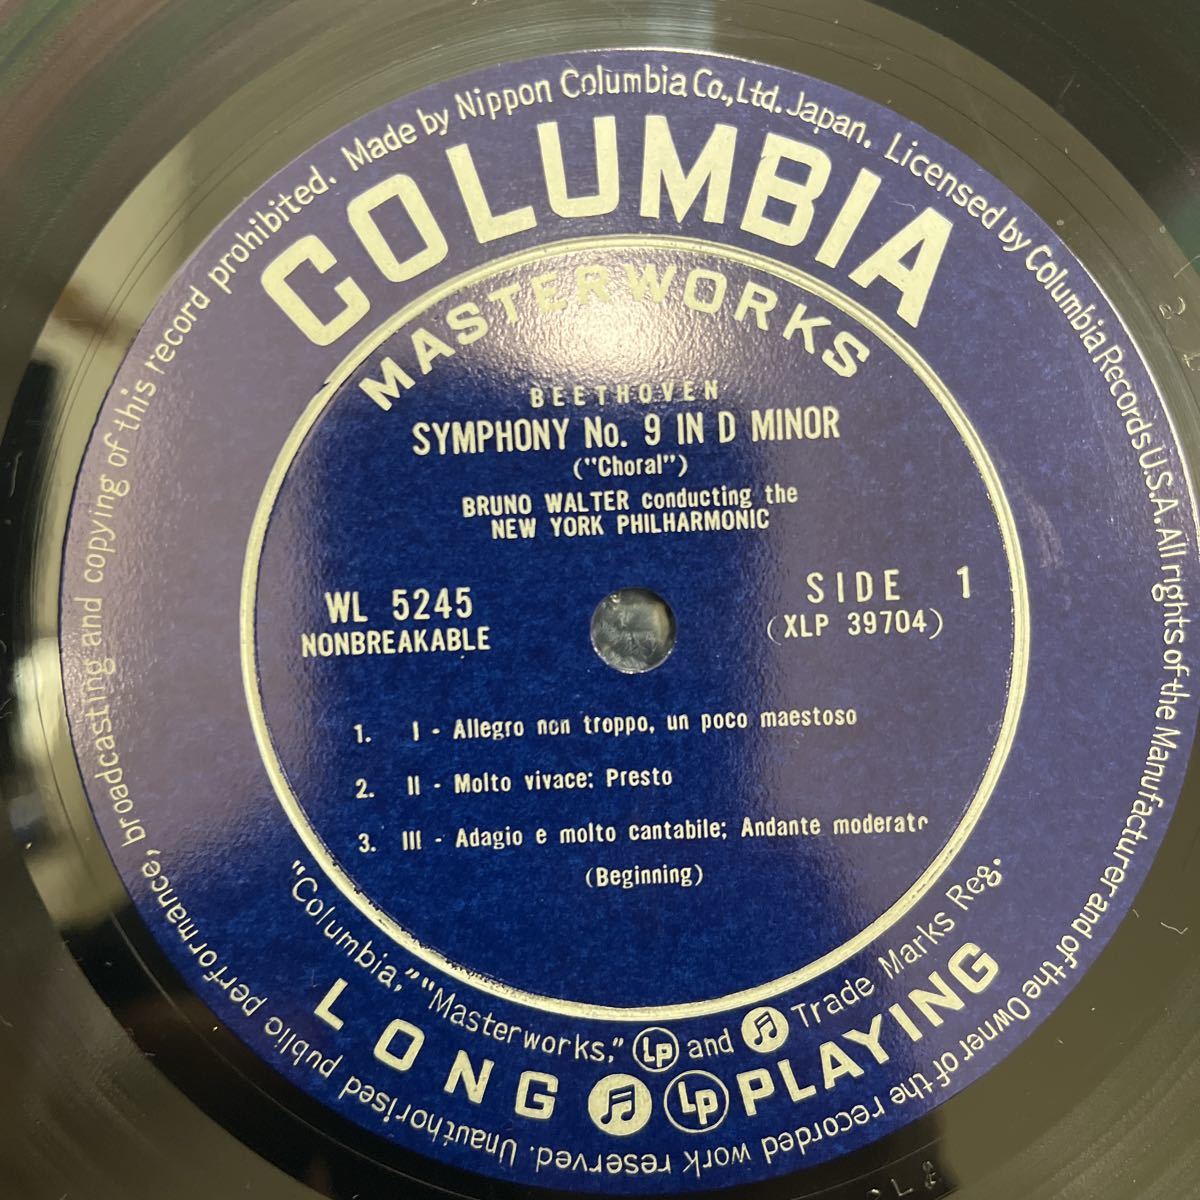 Made by Nippon Columbia Co., Ltd. Japan. Licensed by Columbia Records U.S.A. All rights of the Manufacturer and of the Owner of the recorded work reserved. Unauthorised public performance, broadcasting and copying of this record prohibited.
COLUMBIA
MASTERWORKS
BEETHOVEN
SYMPHONY No. 9 IN D MINOR
("Choral")
BRUNO WALTER conducting the
NEW YORK PHILHARMONIC
WL 5245
NONBREAKABLE
SIDE 1
(XLP 39704)
1. I - Allegro non troppo, un poco maestoso
2. II - Molto vivace: Presto
3. III - Adagio e molto cantabile; Andante moderato
(Beginning)
"Columbia," "Masterworks," Lp and Trade Marks Reg.
LONG Lp PLAYING